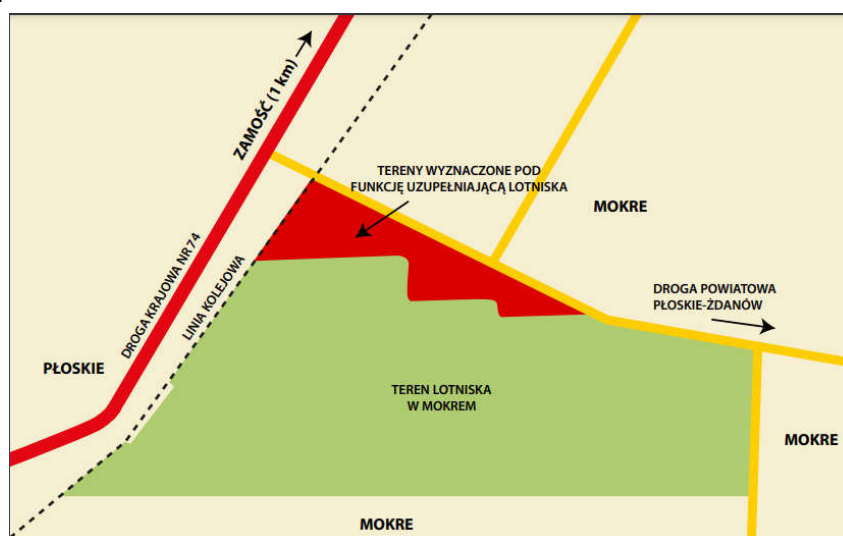 ZAMOŚĆ (1 km)
TERENY WYZNACZONE POD
FUNKCJĘ UZUPEŁNIAJĄCĄ LOTNISKA
MOKRE
DROGA KRAJOWA NR 74
LINIA KOLEJOWA
DROGA POWIATOWA
PŁOSKIE-ŻDANÓW
PŁOSKIE
TEREN LOTNISKA
W MOKREM
MOKRE
MOKRE